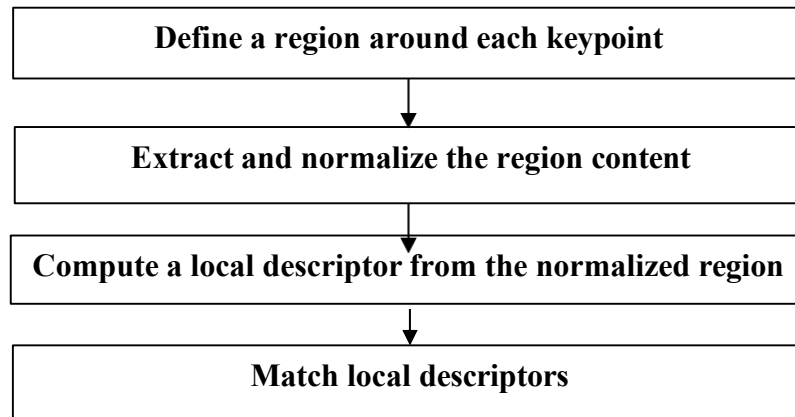 Define a region around each keypoint
Extract and normalize the region content
Compute a local descriptor from the normalized region
Match local descriptors